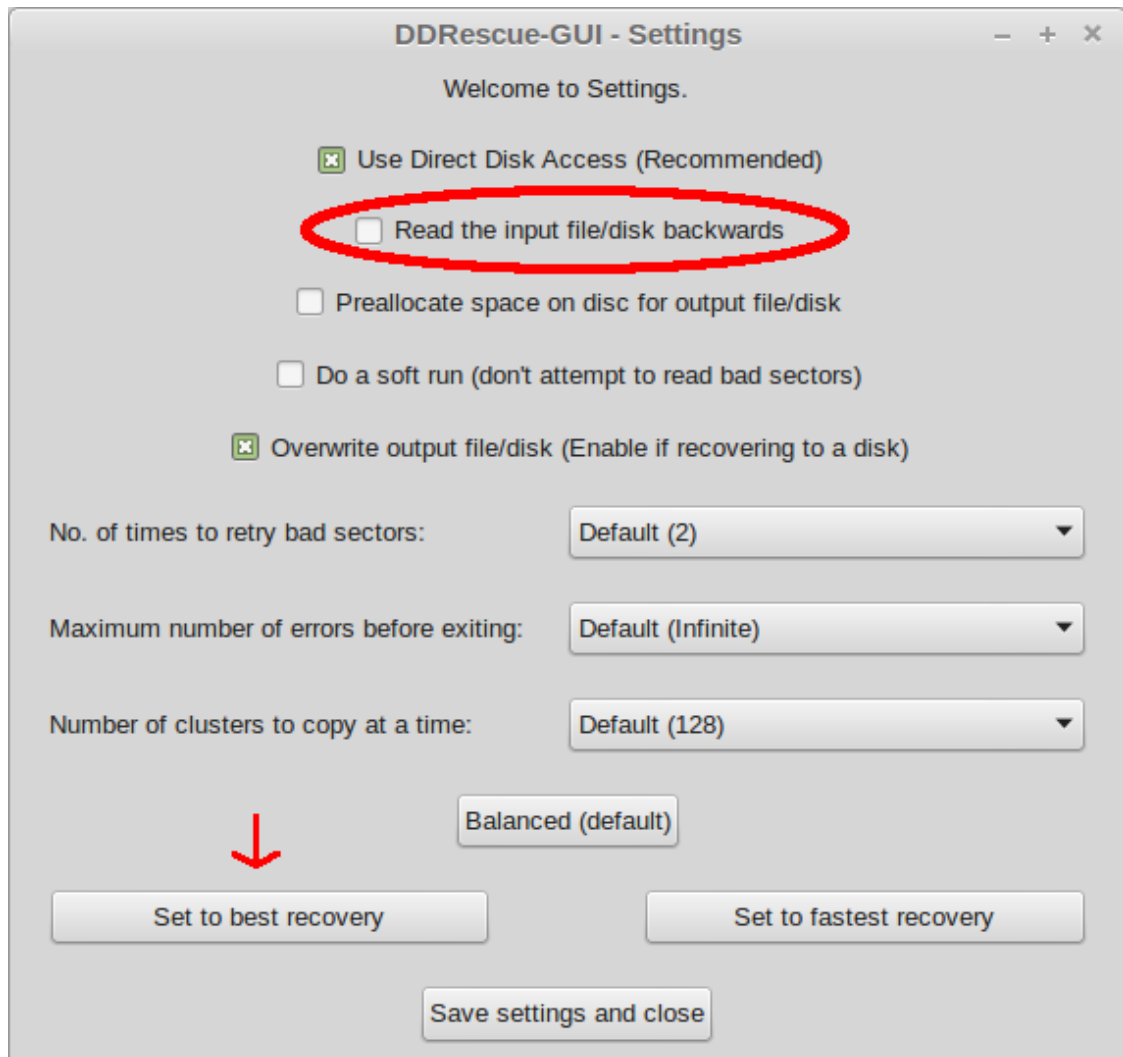 DDRescue-GUI - Settings
Welcome to Settings.
Use Direct Disk Access (Recommended)
Read the input file/disk backwards
Preallocate space on disc for output file/disk
Do a soft run (don't attempt to read bad sectors)
Overwrite output file/disk (Enable if recovering to a disk)
No. of times to retry bad sectors: Default (2)
Maximum number of errors before exiting: Default (Infinite)
Number of clusters to copy at a time: Default (128)
Balanced (default)
Set to best recovery Set to fastest recovery
Save settings and close